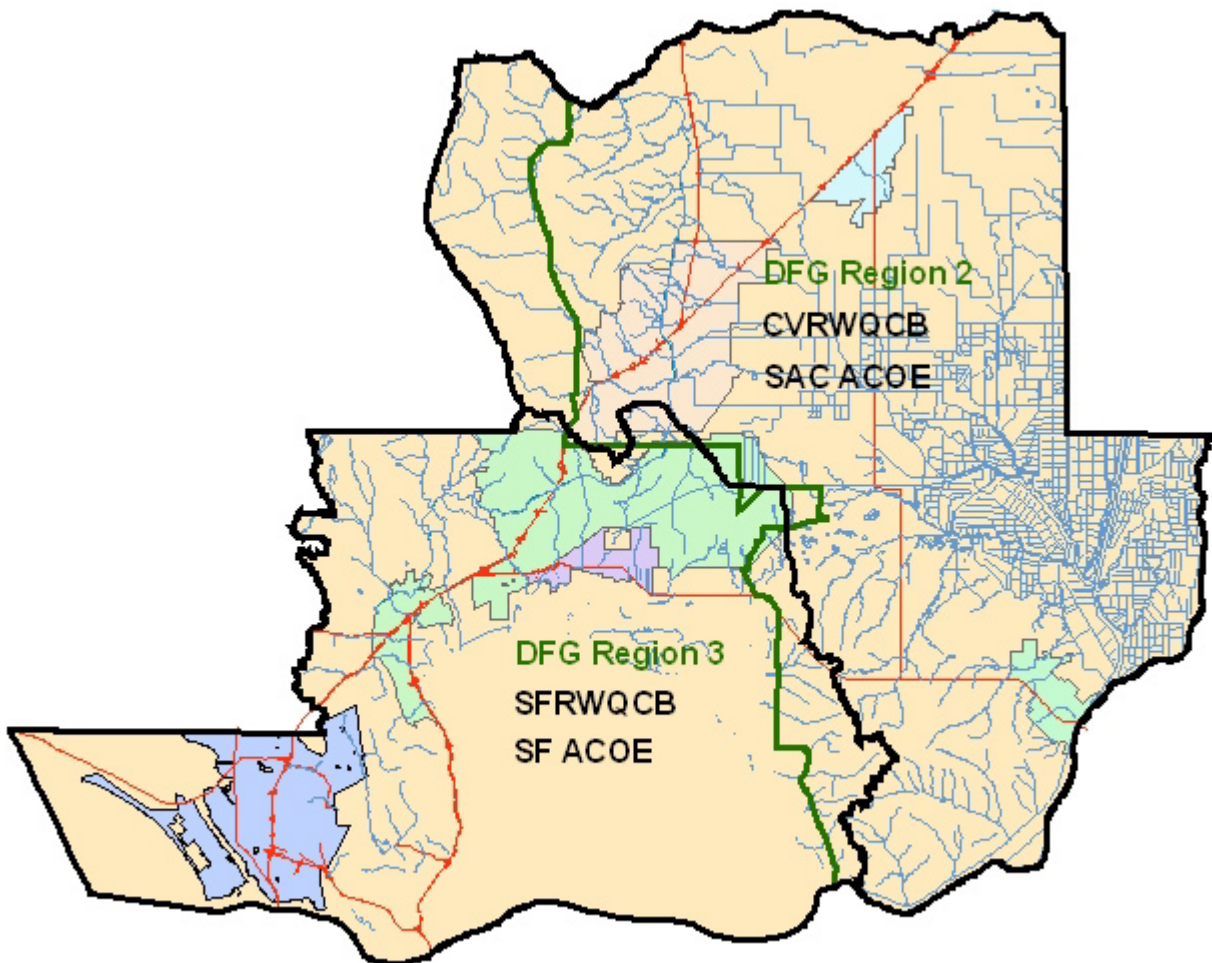 DFG Region 2
CVRWQCB
SAC ACOE
DFG Region 3
SFRWQCB
SF ACOE